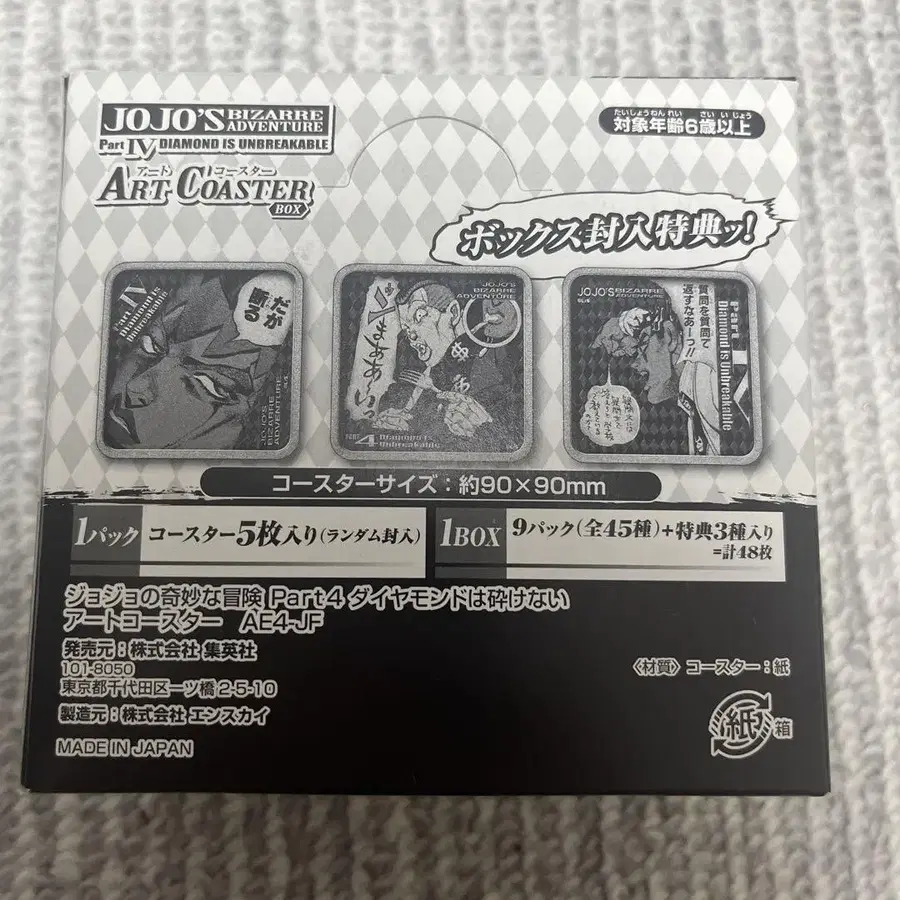 JOJO'S BIZARRE ADVENTURE
Part IV DIAMOND IS UNBREAKABLE
アート コースター
ART COASTER
BOX
たいしょうねんれい さいいじょう
対象年齢6歳以上
ボックス封入特典ッ!
Part IV
Diamond is
Unbreakable
だが
断る
JOJO'S
BIZARRE
ADVENTURE
JOJO'S
BIZARRE
ADVENTURE
PART 4 Diamond is
Unbreakable
JOJO'S BIZARRE
ADVENTURE
質問を質問で
返すなあーっ!!
Part
Diamond is Unbreakable
コースターサイズ:約90×90mm
1パック コースター5枚入り(ランダム封入)
1BOX 9パック(全45種)+特典3種入り
=計48枚
ジョジョの奇妙な冒険 Part4 ダイヤモンドは砕けない
アートコースター AE4-JF
発売元:株式会社 集英社
101-8050
東京都千代田区一ツ橋2-5-10
製造元:株式会社 エンスカイ
MADE IN JAPAN
〈材質〉コースター:紙
紙 箱